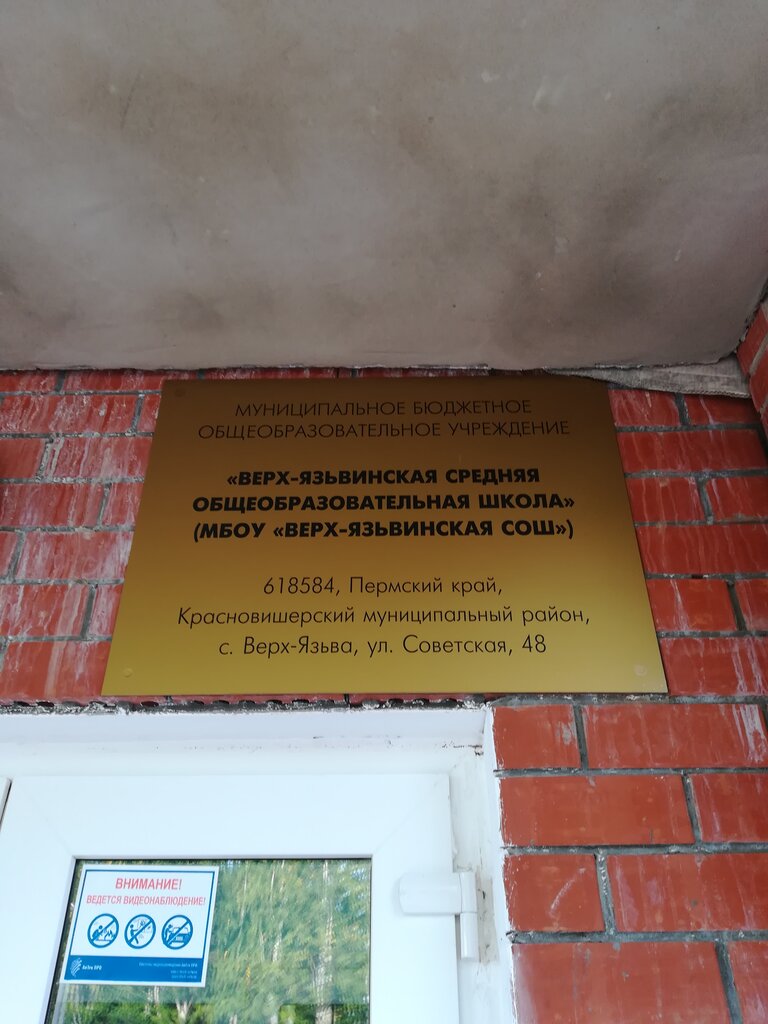 МУНИЦИПАЛЬНОЕ БЮДЖЕТНОЕ
ОБЩЕОБРАЗОВАТЕЛЬНОЕ УЧРЕЖДЕНИЕ
«ВЕРХ-ЯЗЬВИНСКАЯ СРЕДНЯЯ
ОБЩЕОБРАЗОВАТЕЛЬНАЯ ШКОЛА»
(МБОУ «ВЕРХ-ЯЗЬВИНСКАЯ СОШ»)
618584, Пермский край,
Красновишерский муниципальный район,
с. Верх-Язьва, ул. Советская, 48
ВНИМАНИЕ!
ВЕДЕТСЯ ВИДЕОНАБЛЮДЕНИЕ!